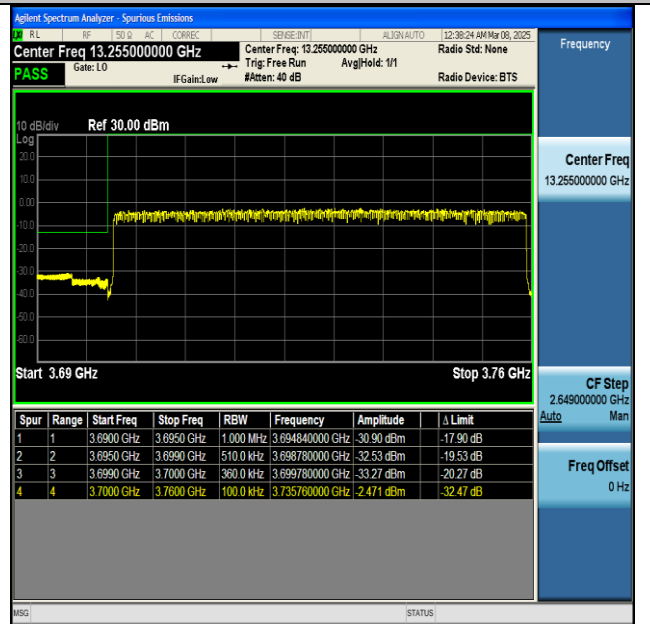 Agilent Spectrum Analyzer - Spurious Emissions
RL RF 50 Ω AC CORREC SENSE:INT ALIGN AUTO 12:38:24 AM Mar 08, 2025
Center Freq 13.255000000 GHz
Center Freq: 13.255000000 GHz
Radio Std: None
PASS
Gate: LO
IFGain:Low
Trig: Free Run Avg|Hold: 1/1
#Atten: 40 dB
Radio Device: BTS
Frequency
10 dB/div Ref 30.00 dBm
Log
20.0
10.0
0.00
-10.0
-20.0
-30.0
-40.0
-50.0
-60.0
Start 3.69 GHz Stop 3.76 GHz
Center Freq
13.255000000 GHz
CF Step
2.649000000 GHz
Auto Man
Freq Offset
0 Hz
Spur Range Start Freq Stop Freq RBW Frequency Amplitude Δ Limit
1 1 3.6900 GHz 3.6950 GHz 1.000 MHz 3.694840000 GHz -30.90 dBm -17.90 dB
2 2 3.6950 GHz 3.6990 GHz 510.0 kHz 3.698780000 GHz -32.53 dBm -19.53 dB
3 3 3.6990 GHz 3.7000 GHz 360.0 kHz 3.699780000 GHz -33.27 dBm -20.27 dB
4 4 3.7000 GHz 3.7600 GHz 100.0 kHz 3.735760000 GHz -2.471 dBm -32.47 dB
MSG STATUS